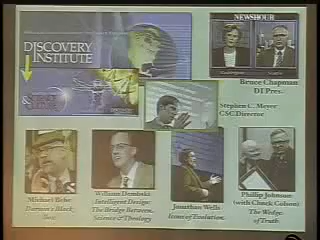 DISCOVERY
INSTITUTE
NEWSHOUR
Bruce Chapman
DI Pres.
Stephen C. Meyer
CSC Director
&
Michael Behe
Darwin's Black
Box
William Dembski
Intelligent Design:
The Bridge Between
Science & Theology
Jonathan Wells
Icons of Evolution
Phillip Johnson
(with Chuck Colson)
The Wedge
of Truth